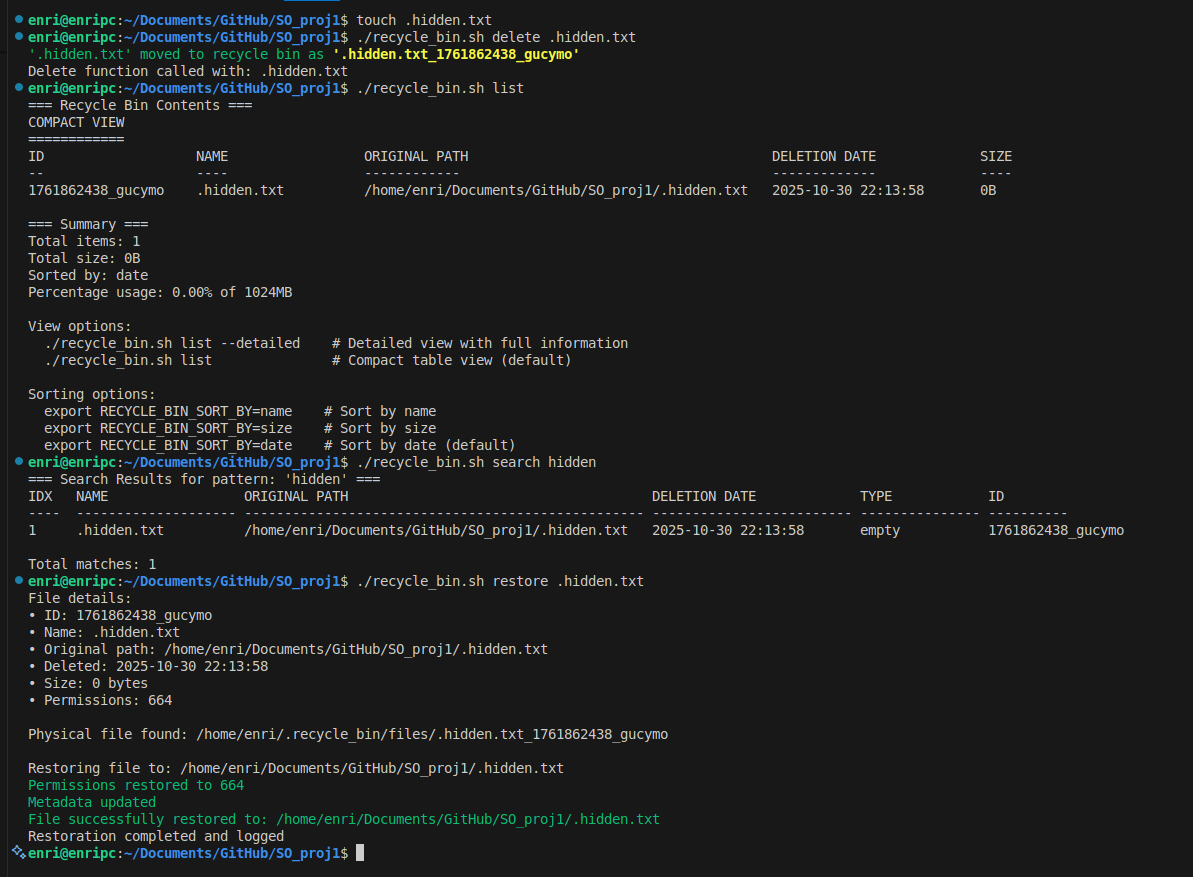 enri@enripc:~/Documents/GitHub/SO_proj1$ touch .hidden.txt
enri@enripc:~/Documents/GitHub/SO_proj1$ ./recycle_bin.sh delete .hidden.txt
'.hidden.txt' moved to recycle bin as '.hidden.txt_1761862438_gucymo'
Delete function called with: .hidden.txt
enri@enripc:~/Documents/GitHub/SO_proj1$ ./recycle_bin.sh list
=== Recycle Bin Contents ===
COMPACT VIEW
============
ID                   NAME                 ORIGINAL PATH                                      DELETION DATE             SIZE
--                   ----                 ------------                                       -------------             ----
1761862438_gucymo    .hidden.txt          /home/enri/Documents/GitHub/SO_proj1/.hidden.txt   2025-10-30 22:13:58       0B

=== Summary ===
Total items: 1
Total size: 0B
Sorted by: date
Percentage usage: 0.00% of 1024MB

View options:
  ./recycle_bin.sh list --detailed    # Detailed view with full information
  ./recycle_bin.sh list               # Compact table view (default)

Sorting options:
  export RECYCLE_BIN_SORT_BY=name    # Sort by name
  export RECYCLE_BIN_SORT_BY=size    # Sort by size
  export RECYCLE_BIN_SORT_BY=date    # Sort by date (default)
enri@enripc:~/Documents/GitHub/SO_proj1$ ./recycle_bin.sh search hidden
=== Search Results for pattern: 'hidden' ===
IDX   NAME                 ORIGINAL PATH                                      DELETION DATE             TYPE            ID
----  -------------------- -------------------------------------------------- ------------------------- --------------- ----------
1     .hidden.txt          /home/enri/Documents/GitHub/SO_proj1/.hidden.txt   2025-10-30 22:13:58       empty           1761862438_gucymo

Total matches: 1
enri@enripc:~/Documents/GitHub/SO_proj1$ ./recycle_bin.sh restore .hidden.txt
File details:
• ID: 1761862438_gucymo
• Name: .hidden.txt
• Original path: /home/enri/Documents/GitHub/SO_proj1/.hidden.txt
• Deleted: 2025-10-30 22:13:58
• Size: 0 bytes
• Permissions: 664

Physical file found: /home/enri/.recycle_bin/files/.hidden.txt_1761862438_gucymo

Restoring file to: /home/enri/Documents/GitHub/SO_proj1/.hidden.txt
Permissions restored to 664
Metadata updated
File successfully restored to: /home/enri/Documents/GitHub/SO_proj1/.hidden.txt
Restoration completed and logged
enri@enripc:~/Documents/GitHub/SO_proj1$